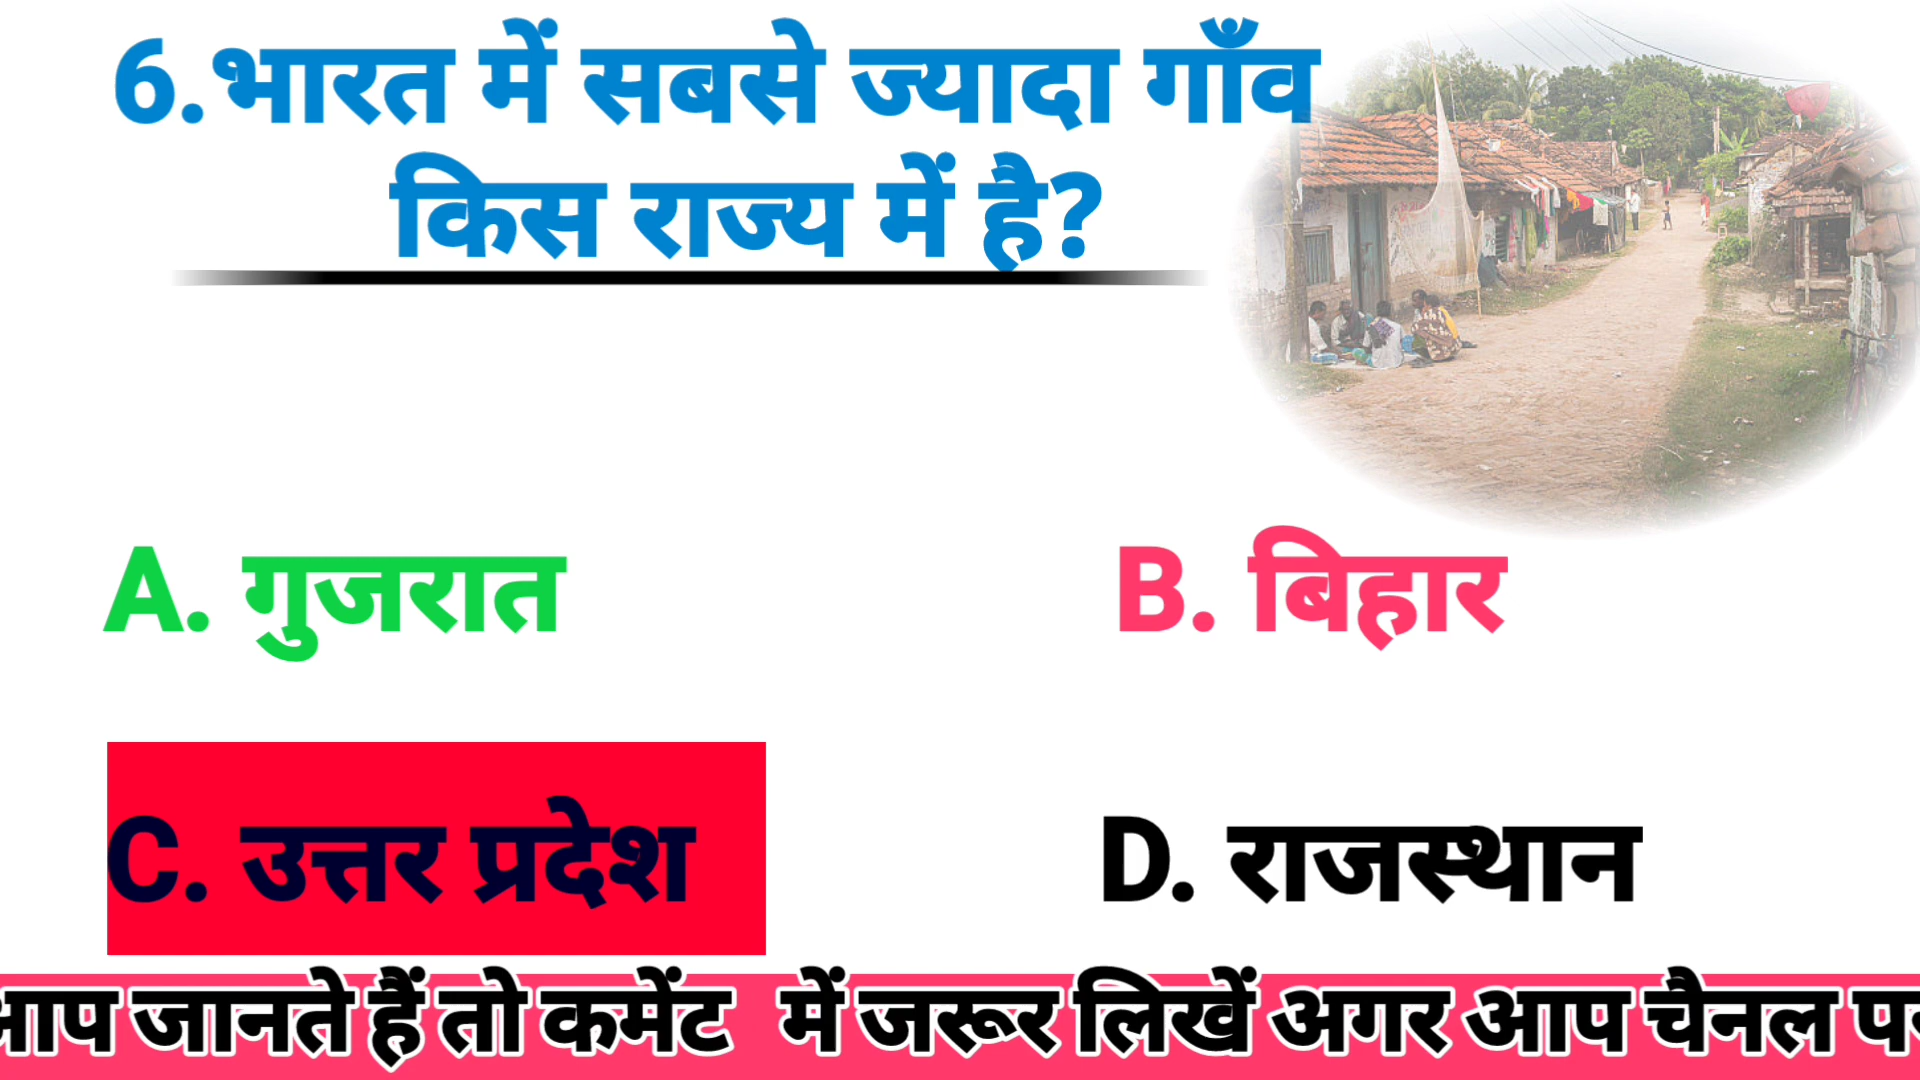 6.भारत में सबसे ज्यादा गाँव
किस राज्य में है?
A. गुजरात
B. बिहार
C. उत्तर प्रदेश
D. राजस्थान
आप जानते हैं तो कमेंट में जरूर लिखें अगर आप चैनल